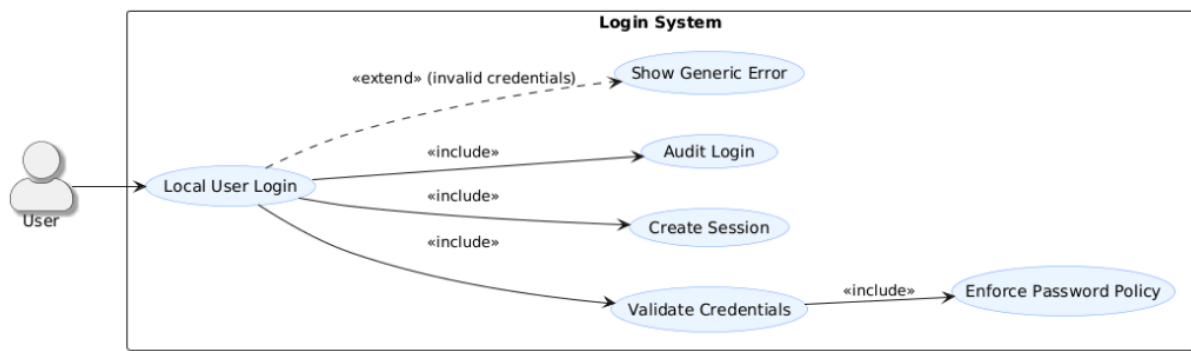 Login System
Show Generic Error
«extend» (invalid credentials)
«include»
Audit Login
Local User Login
«include»
User
Create Session
«include»
Validate Credentials
«include»
Enforce Password Policy